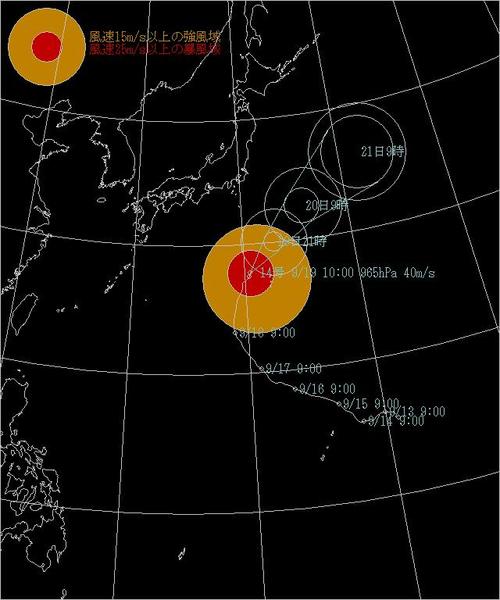 風速15m/s以上の強風域
風速25m/s以上の暴風域
21日9時
20日9時
日21時
14号 9/19 10:00 965hPa 40m/s
9/18 9:00
9/17 9:00
9/16 9:00
9/15 9:00
9/13 9:00
9/14 9:00